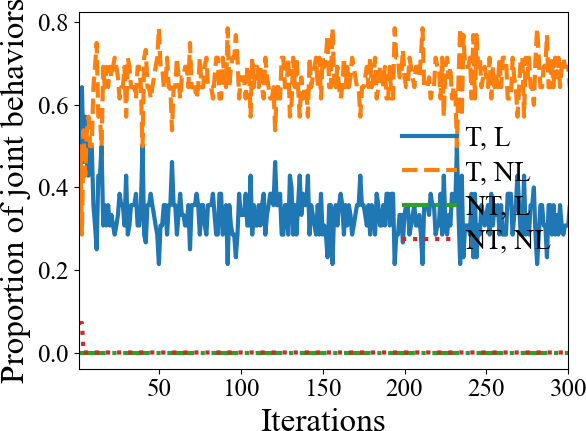 Proportion of joint behaviors
0.8
0.6
0.4
0.2
0.0
T, L
T, NL
NT, L
NT, NL
50
100
150
200
250
300
Iterations